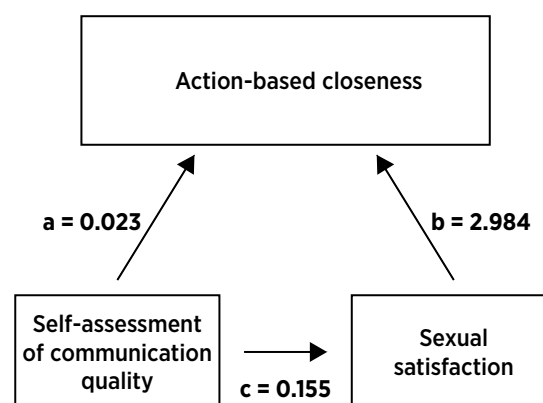 Action-based closeness
a = 0.023
b = 2.984
Self-assessment
of communication
quality
Sexual
satisfaction
c = 0.155